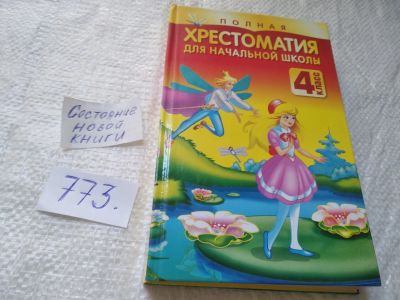 ПОЛНАЯ
ХРЕСТОМАТИЯ
ДЛЯ НАЧАЛЬНОЙ ШКОЛЫ
4 КЛАСС
Состояние
новой
книги
773.